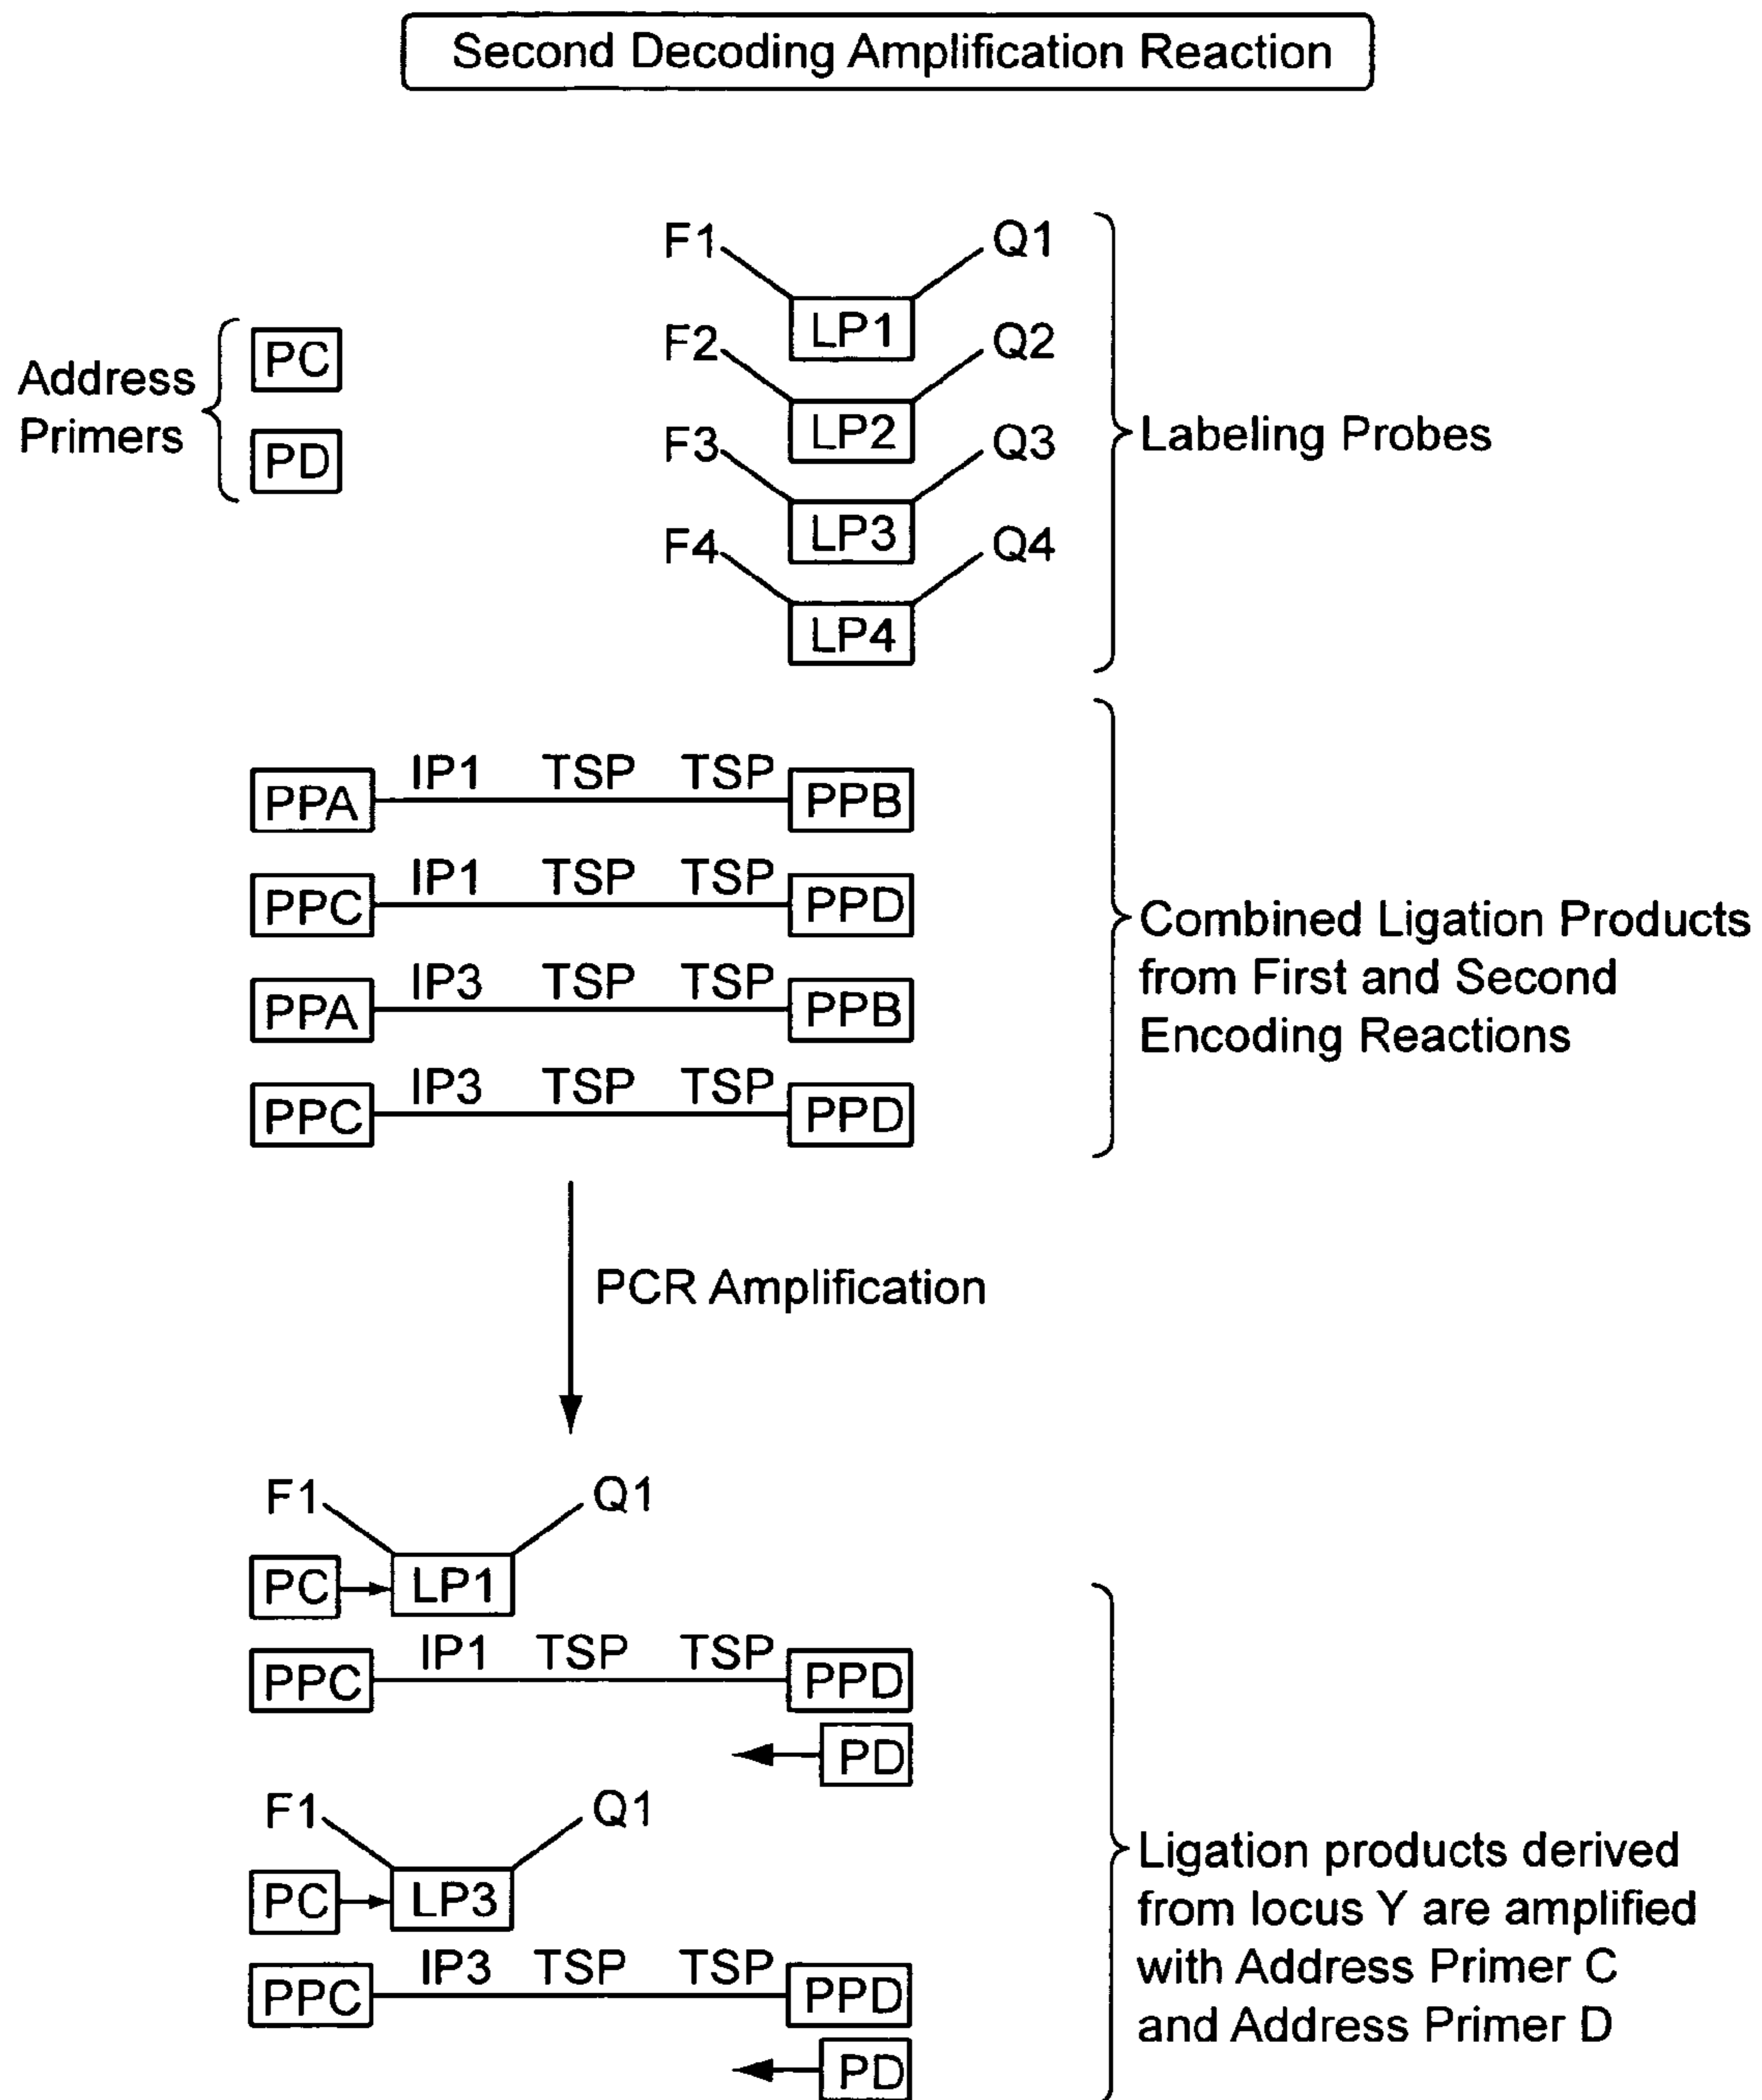 Second Decoding Amplification Reaction
F1 Q1
LP1
F2 Q2
LP2
F3 Q3
LP3
F4 Q4
LP4
Address
Primers
PC
PD
Labeling Probes
IP1 TSP TSP
PPA PPB
IP1 TSP TSP
PPC PPD
IP3 TSP TSP
PPA PPB
IP3 TSP TSP
PPC PPD
Combined Ligation Products
from First and Second
Encoding Reactions
PCR Amplification
F1 Q1
PC LP1
IP1 TSP TSP
PPC PPD
PD
F1 Q1
PC LP3
IP3 TSP TSP
PPC PPD
PD
Ligation products derived
from locus Y are amplified
with Address Primer C
and Address Primer D